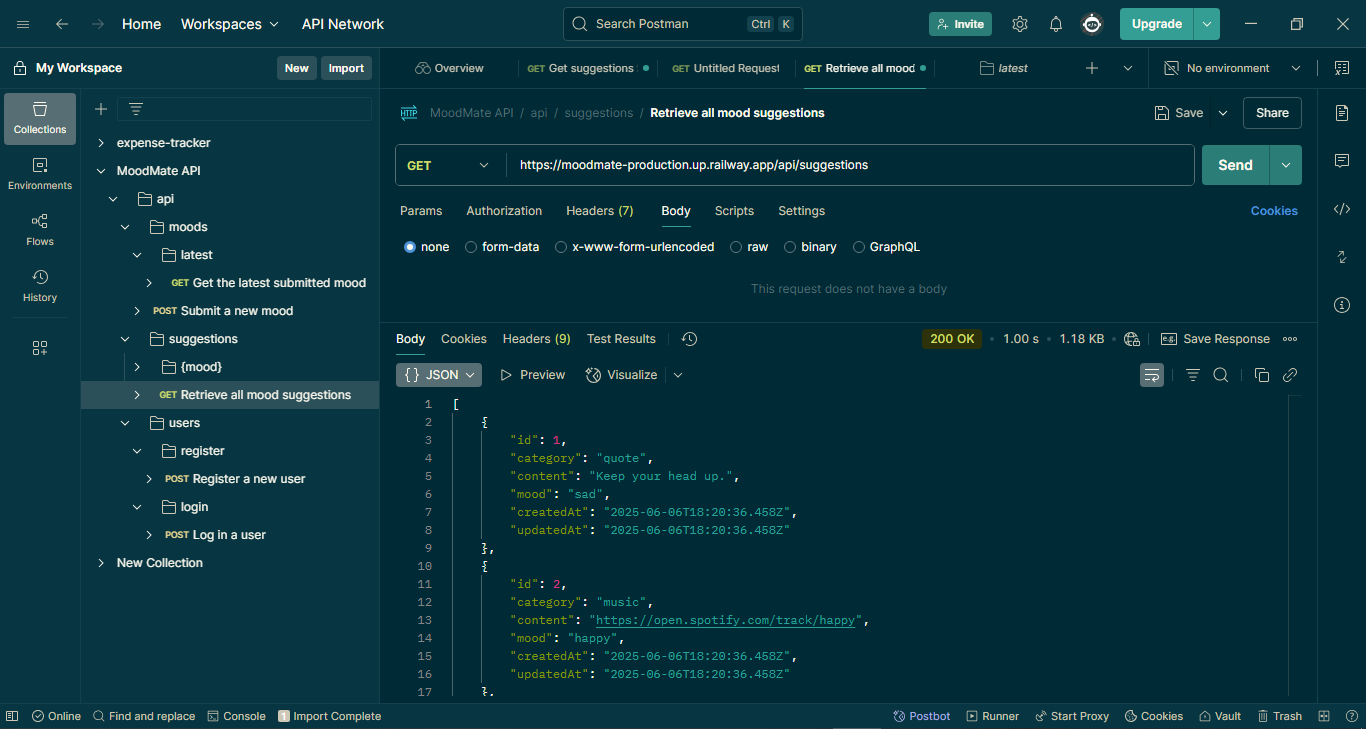 Home Workspaces API Network Search Postman Ctrl K Invite Upgrade
My Workspace New Import Overview GET Get suggestions GET Untitled Request GET Retrieve all mood latest No environment
Collections
Environments
Flows
History
expense-tracker
MoodMate API
api
moods
latest
GET Get the latest submitted mood
POST Submit a new mood
suggestions
{mood}
GET Retrieve all mood suggestions
users
register
POST Register a new user
login
POST Log in a user
New Collection
HTTP MoodMate API / api / suggestions / Retrieve all mood suggestions Save Share
GET https://moodmate-production.up.railway.app/api/suggestions Send
Params Authorization Headers (7) Body Scripts Settings Cookies
none form-data x-www-form-urlencoded raw binary GraphQL
This request does not have a body
Body Cookies Headers (9) Test Results 200 OK • 1.00 s • 1.18 KB • e.g. Save Response
{} JSON Preview Visualize
1 [
2 {
3 "id": 1,
4 "category": "quote",
5 "content": "Keep your head up.",
6 "mood": "sad",
7 "createdAt": "2025-06-06T18:20:36.458Z",
8 "updatedAt": "2025-06-06T18:20:36.458Z"
9 },
10 {
11 "id": 2,
12 "category": "music",
13 "content": "https://open.spotify.com/track/happy",
14 "mood": "happy",
15 "createdAt": "2025-06-06T18:20:36.458Z",
16 "updatedAt": "2025-06-06T18:20:36.458Z"
17 },
Online Find and replace Console 1 Import Complete Postbot Runner Start Proxy Cookies Vault Trash